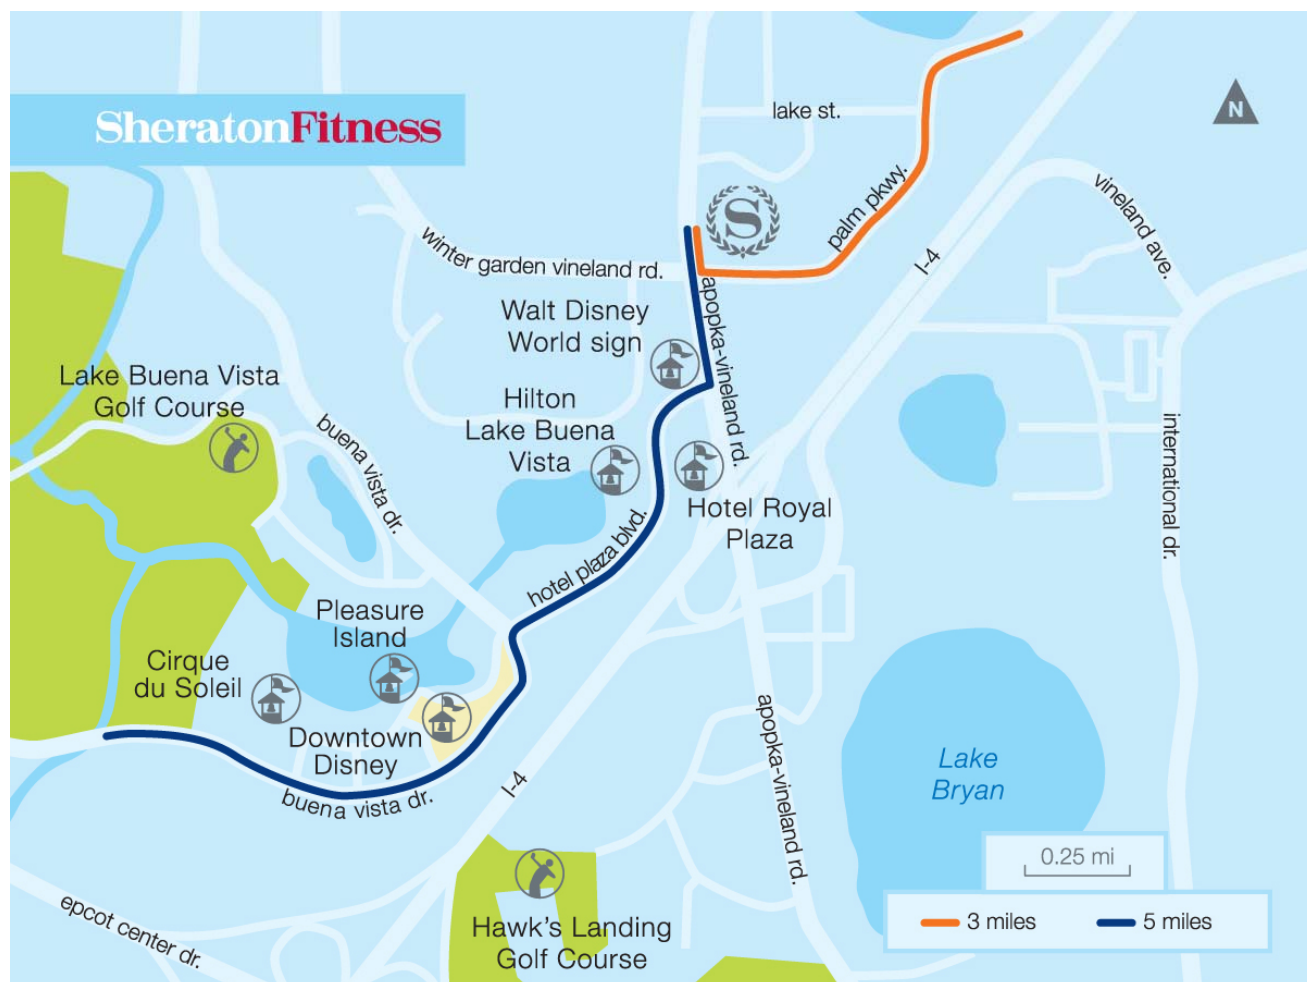 lake st.
N
SheratonFitness
S
palm pkwy.
vineland ave.
winter garden vineland rd.
I-4
apopka-vineland rd.
Walt Disney
World sign
Lake Buena Vista
Golf Course
Hilton
Lake Buena
Vista
buena vista dr.
international dr.
Hotel Royal
Plaza
hotel plaza blvd.
Pleasure
Island
Cirque
du Soleil
Downtown
Disney
buena vista dr.
I-4
apopka-vineland rd.
Lake
Bryan
0.25 mi
3 miles
5 miles
epcot center dr.
Hawk's Landing
Golf Course